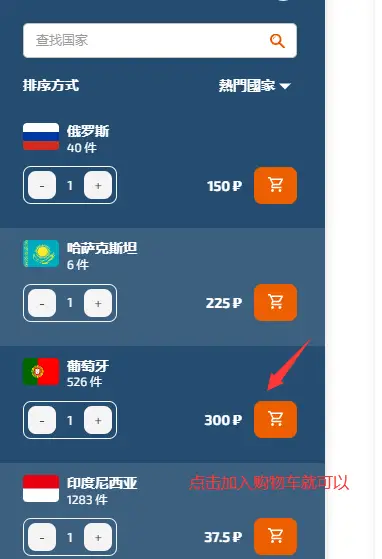 查找国家
排序方式 熱門國家
俄罗斯
40 件
- 1 + 150 ₽
哈萨克斯坦
6 件
- 1 + 225 ₽
葡萄牙
526 件
- 1 + 300 ₽
点击加入购物车就可以
印度尼西亚
1283 件
- 1 + 37.5 ₽